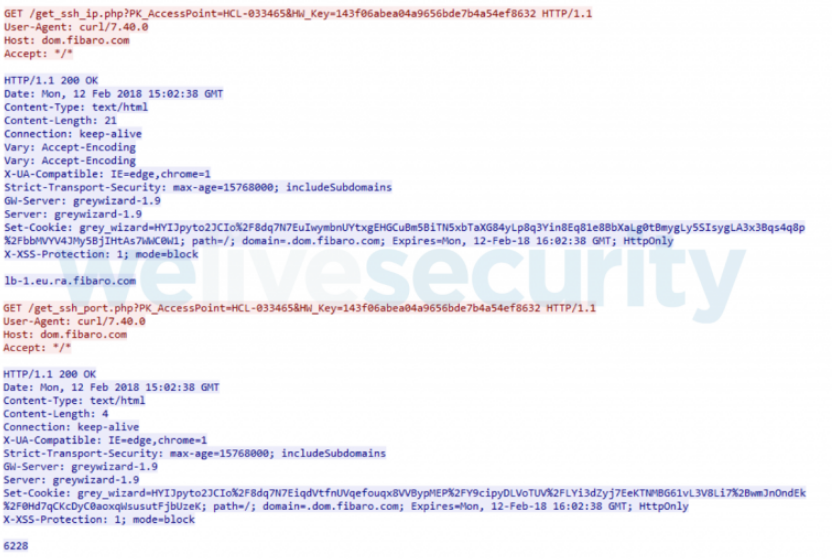 GET /get_ssh_ip.php?PK_AccessPoint=HCL-033465&HW_Key=143f06abea04a9656bde7b4a54ef8632 HTTP/1.1
User-Agent: curl/7.40.0
Host: dom.fibaro.com
Accept: */*
HTTP/1.1 200 OK
Date: Mon, 12 Feb 2018 15:02:38 GMT
Content-Type: text/html
Content-Length: 21
Connection: keep-alive
Vary: Accept-Encoding
Vary: Accept-Encoding
X-UA-Compatible: IE=edge,chrome=1
Strict-Transport-Security: max-age=15768000; includeSubdomains
GW-Server: greywizard-1.9
Server: greywizard-1.9
Set-Cookie: grey_wizard=HYIJpyto2JCIo%2F8dq7N7EuIwymbnUYtxgEHGCuBm5BiTN5xbTaXG84yLp8q3Yin8Eq81e8BbXaLg0tBmygLy5SIsygLA3x3Bqs4q8p
%2FbbMVYV4JMy5BjIHtAs7WWC0W1; path=/; domain=.dom.fibaro.com; Expires=Mon, 12-Feb-18 16:02:38 GMT; HttpOnly
X-XSS-Protection: 1; mode=block
welivesecurity
lb-1.eu.ra.fibaro.com
GET /get_ssh_port.php?PK_AccessPoint=HCL-033465&HW_Key=143f06abea04a9656bde7b4a54ef8632 HTTP/1.1
User-Agent: curl/7.40.0
Host: dom.fibaro.com
Accept: */*
HTTP/1.1 200 OK
Date: Mon, 12 Feb 2018 15:02:38 GMT
Content-Type: text/html
Content-Length: 4
Connection: keep-alive
X-UA-Compatible: IE=edge,chrome=1
Strict-Transport-Security: max-age=15768000; includeSubdomains
GW-Server: greywizard-1.9
Server: greywizard-1.9
Set-Cookie: grey_wizard=HYIJpyto2JCIo%2F8dq7N7EiqdVtfnUVqefouqx8VVBypMEP%2FY9cipyDLVoTUV%2FLYi3dZyj7EeKTNMBG61vL3V8Li7%2BwmJnOndEk
%2F0Hd7qCKcDyC0aoxqWsusutFjbUzeK; path=/; domain=.dom.fibaro.com; Expires=Mon, 12-Feb-18 16:02:38 GMT; HttpOnly
X-XSS-Protection: 1; mode=block
6228